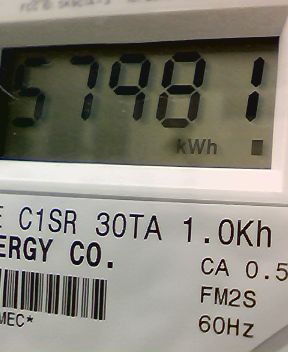 57981
kWh
C1SR 30TA 1.0Kh
ERGY CO.
CA 0.5
FM2S
60Hz
MEC*